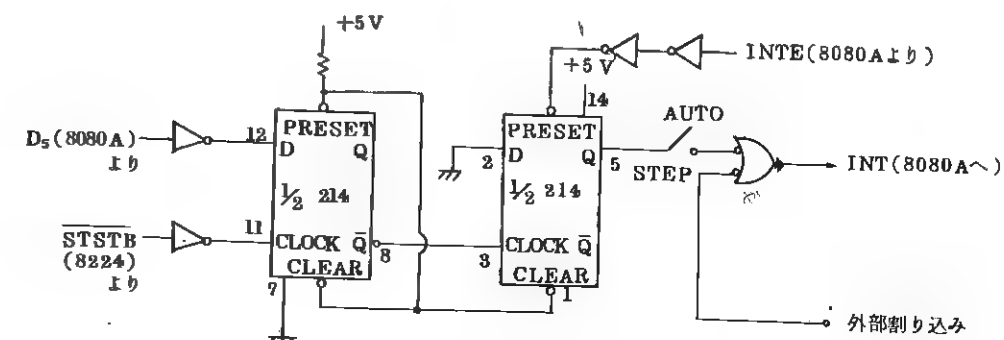 +5V
INTE(8080Aより)
+5V
14
D₅(8080A)
より
12
PRESET
D
Q
½ 214
11
CLOCK Q̅
8
CLEAR
7
S̅T̅S̅T̅B̅
(8224)
より
PRESET
2
D
Q
5
½ 214
3
CLOCK Q̅
CLEAR
1
AUTO
STEP
INT(8080Aへ)
外部割り込み